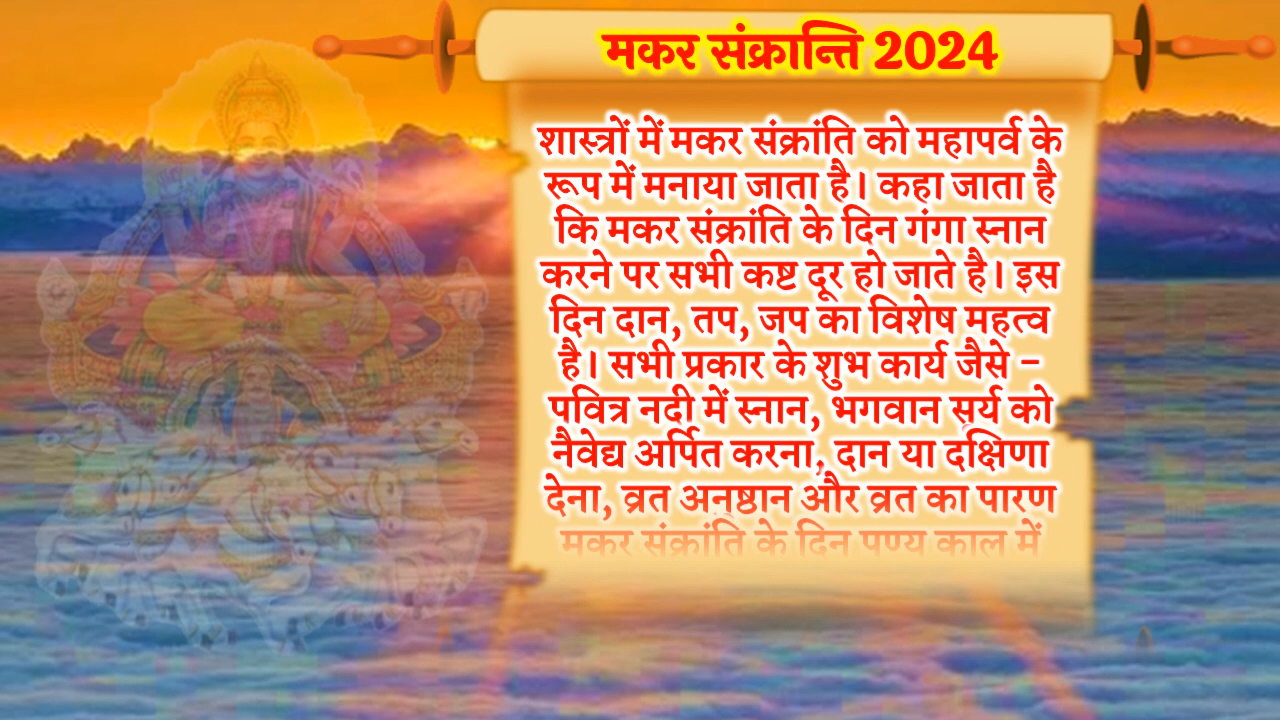 मकर संक्रान्ति 2024
शास्त्रों में मकर संक्रांति को महापर्व के
रूप में मनाया जाता है। कहा जाता है
कि मकर संक्रांति के दिन गंगा स्नान
करने पर सभी कष्ट दूर हो जाते है। इस
दिन दान, तप, जप का विशेष महत्व
है। सभी प्रकार के शुभ कार्य जैसे –
पवित्र नदी में स्नान, भगवान सर्य को
नैवेद्य अर्पित करना, दान या दक्षिणा
देना, व्रत अनुष्ठान और व्रत का पारण
मकर संक्रांति के दिन पुण्य काल में